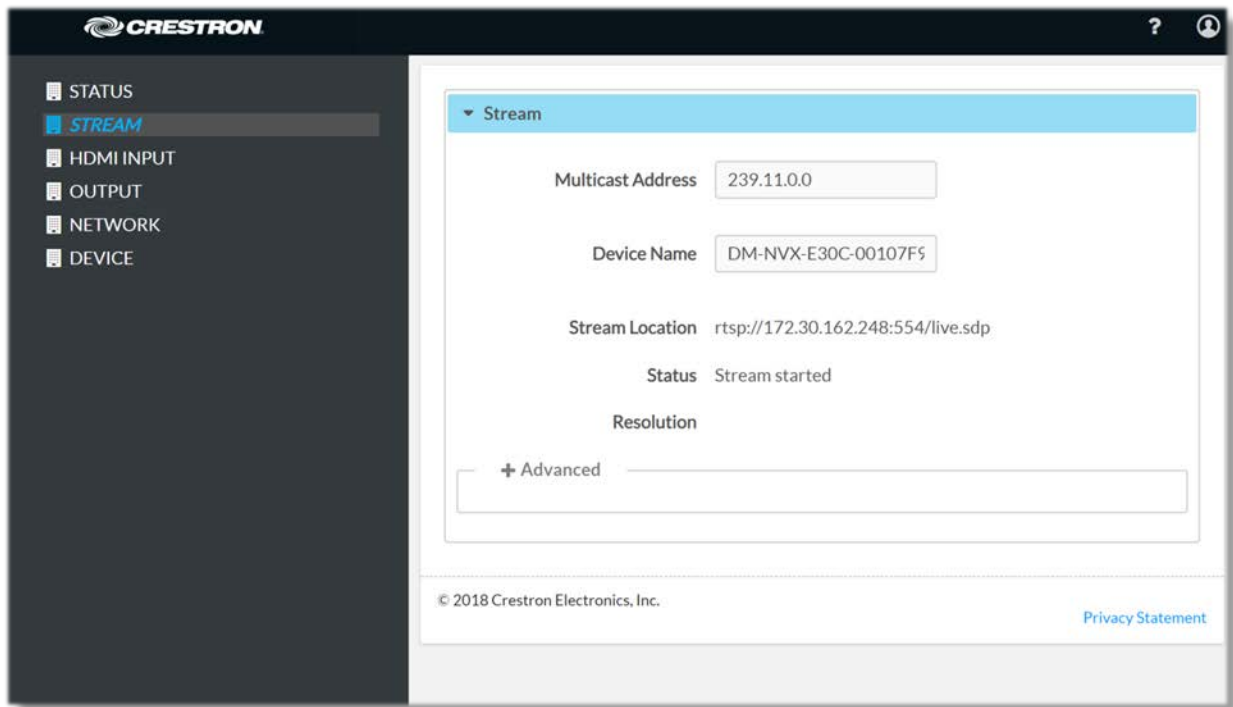 CRESTRON
?
STATUS
STREAM
HDMI INPUT
OUTPUT
NETWORK
DEVICE
Stream
Multicast Address 239.11.0.0
Device Name DM-NVX-E30C-00107F9
Stream Location rtsp://172.30.162.248:554/live.sdp
Status Stream started
Resolution
+ Advanced
© 2018 Crestron Electronics, Inc.
Privacy Statement